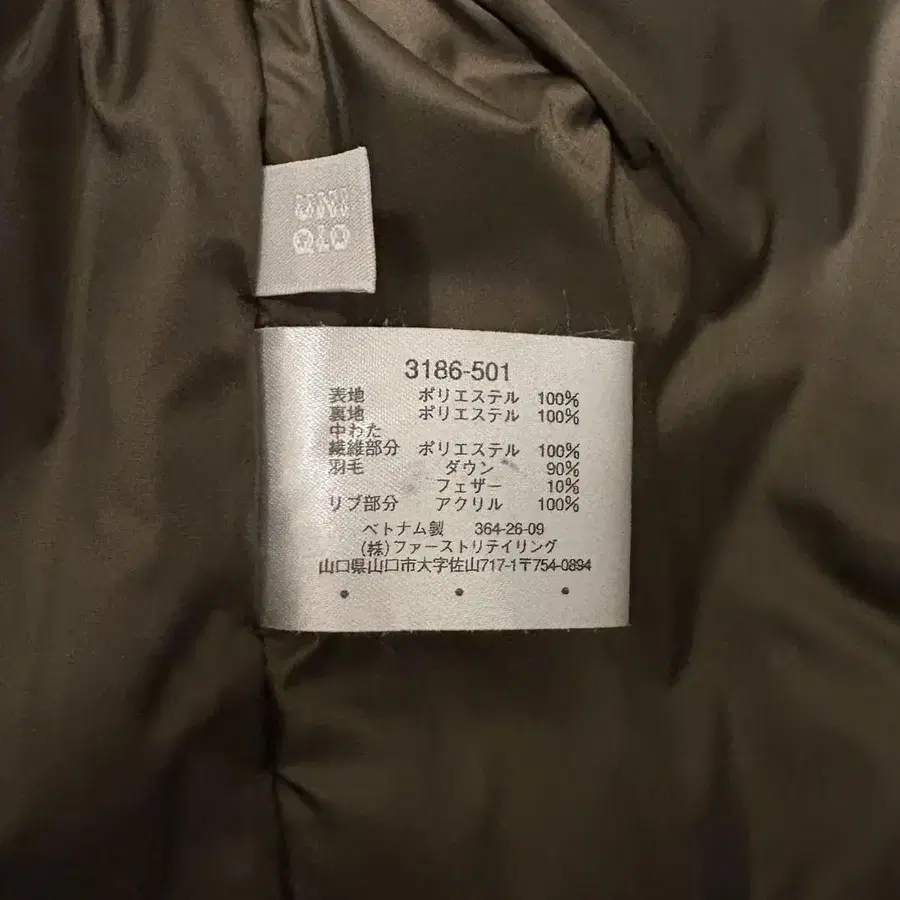 UNI
QLO
3186-501
表地 ポリエステル 100%
裏地 ポリエステル 100%
中わた
繊維部分 ポリエステル 100%
羽毛 ダウン 90%
フェザー 10%
リブ部分 アクリル 100%
ベトナム製 364-26-09
(株)ファーストリテイリング
山口県山口市大字佐山717-1〒754-0894